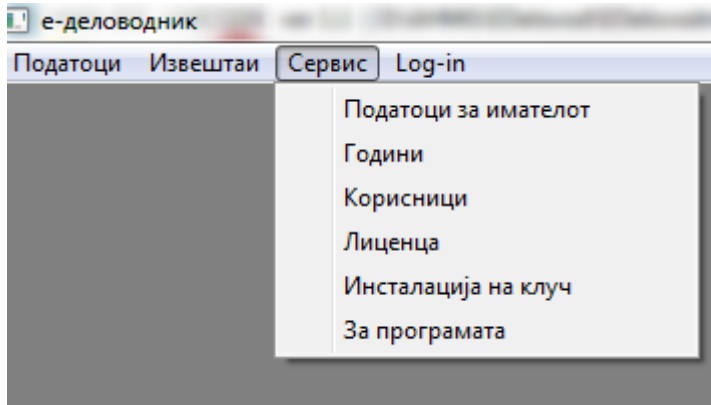 е-деловодник
Податоци Извештаи Сервис Log-in
Податоци за имателот
Години
Корисници
Лиценца
Инсталација на клуч
За програмата